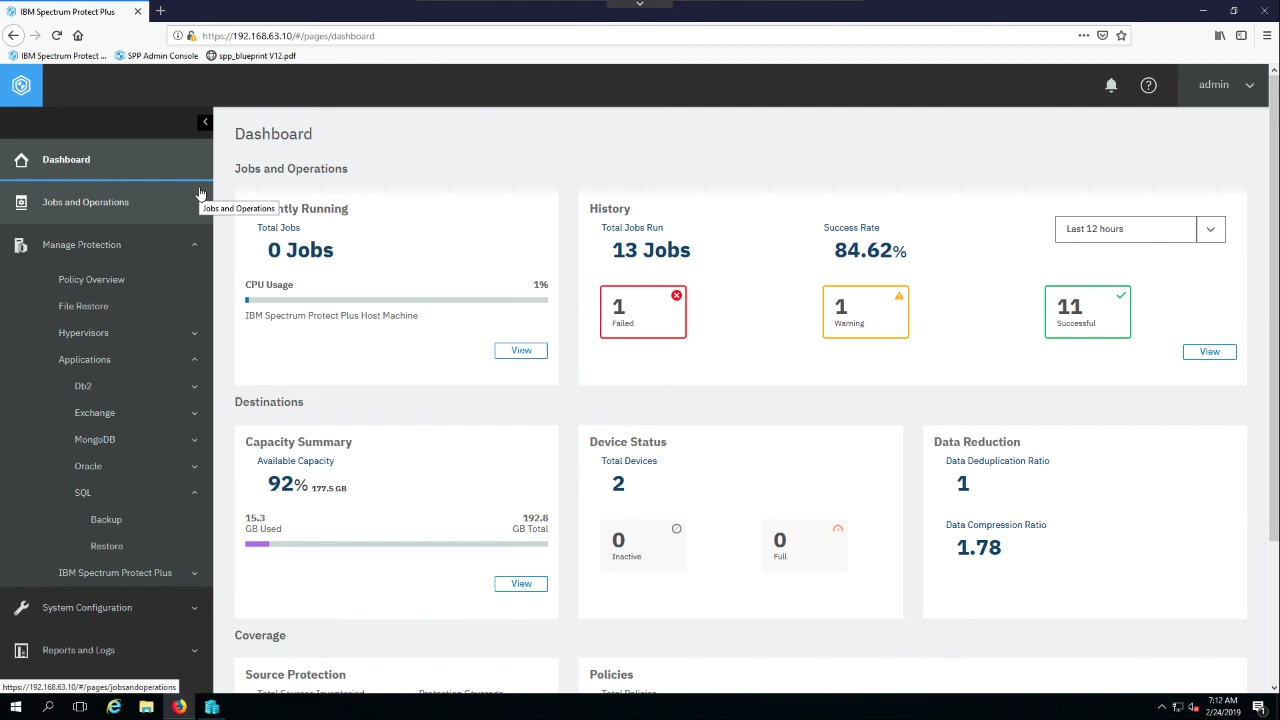 IBM Spectrum Protect Plus
https://192.168.63.10/#/pages/dashboard
IBM Spectrum Protect ...
SPP Admin Console
spp_blueprint V12.pdf
admin
Dashboard
Jobs and Operations
Manage Protection
Policy Overview
File Restore
Hypervisors
Applications
Db2
Exchange
MongoDB
Oracle
SQL
Backup
Restore
IBM Spectrum Protect Plus
System Configuration
Reports and Logs
https://192.168.63.10/#/pages/jobsandoperations
Dashboard
Jobs and Operations
Jobs and Operations
ntly Running
Total Jobs
0 Jobs
CPU Usage
1%
IBM Spectrum Protect Plus Host Machine
View
History
Total Jobs Run
13 Jobs
Success Rate
84.62%
Last 12 hours
1
Failed
1
Warning
11
Successful
View
Destinations
Capacity Summary
Available Capacity
92% 177.5 GB
15.3
GB Used
192.8
GB Total
View
Device Status
Total Devices
2
0
Inactive
0
Full
Data Reduction
Data Deduplication Ratio
1
Data Compression Ratio
1.78
Coverage
Source Protection
Total Sources Inventoried
Protection Coverage
Policies
Total Policies
7:12 AM
2/24/2019